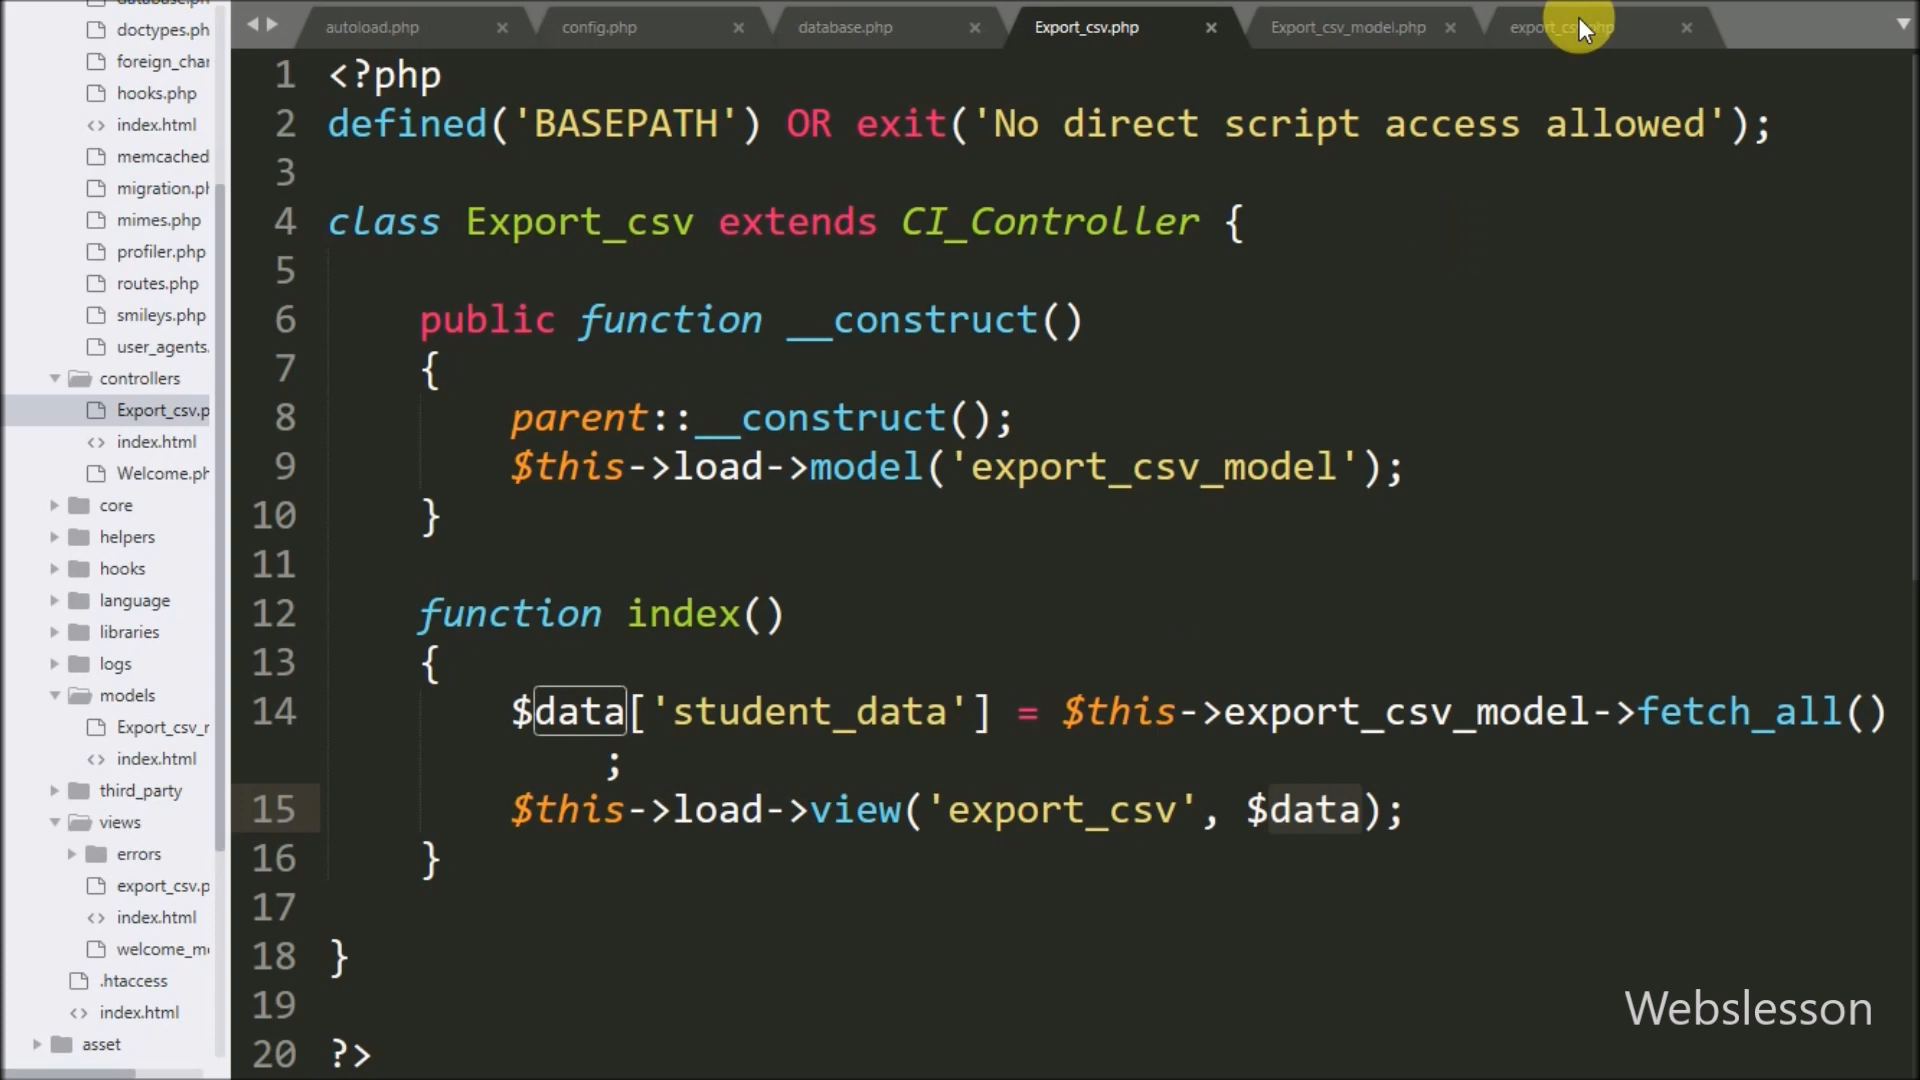 autoload.php
config.php
database.php
Export_csv.php
Export_csv_model.php
export_csv.php
doctypes.ph
foreign_cha
hooks.php
index.html
memcached
migration.ph
mimes.php
profiler.php
routes.php
smileys.php
user_agents.
controllers
Export_csv.p
index.html
Welcome.ph
core
helpers
hooks
language
libraries
logs
models
Export_csv_r
index.html
third_party
views
errors
export_csv.p
index.html
welcome_m
.htaccess
index.html
asset
1 <?php
2 defined('BASEPATH') OR exit('No direct script access allowed');
3
4 class Export_csv extends CI_Controller {
5
6 public function __construct()
7 {
8 parent::__construct();
9 $this->load->model('export_csv_model');
10 }
11
12 function index()
13 {
14 $data['student_data'] = $this->export_csv_model->fetch_all()
;
15 $this->load->view('export_csv', $data);
16 }
17
18 }
19
20 ?>
Webslesson